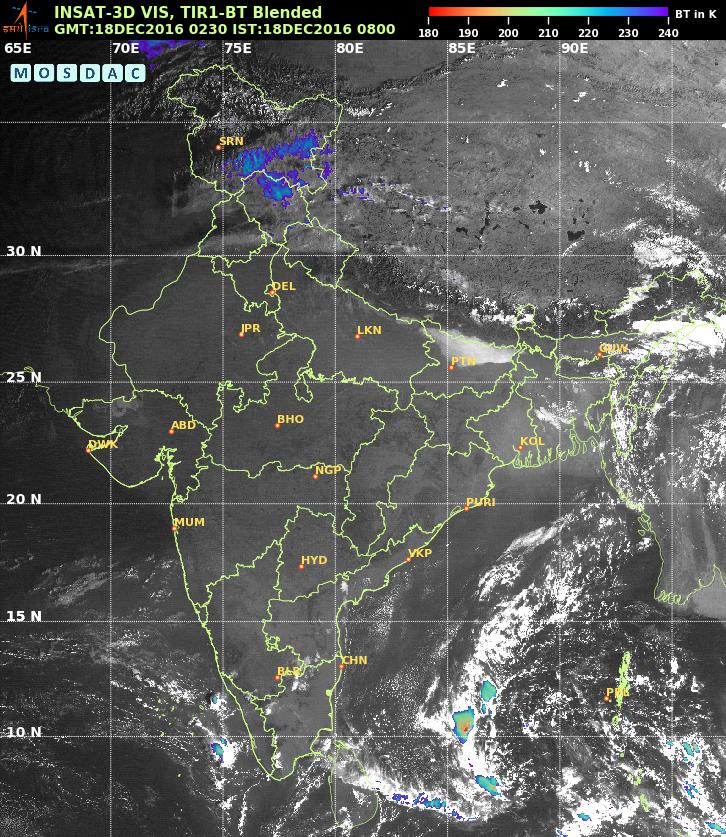 INSAT-3D VIS, TIR1-BT Blended
GMT:18DEC2016 0230 IST:18DEC2016 0800
BT in K
180 190 200 210 220 230 240
65E 70E 75E 80E 85E 90E
MOSDAC
SRN
30 N
DEL
JPR
LKN
GUW
PTN
25 N
ABD
BHO
DWK
KOL
NGP
20 N
PURI
MUM
VKP
HYD
15 N
CHN
BLR
10 N